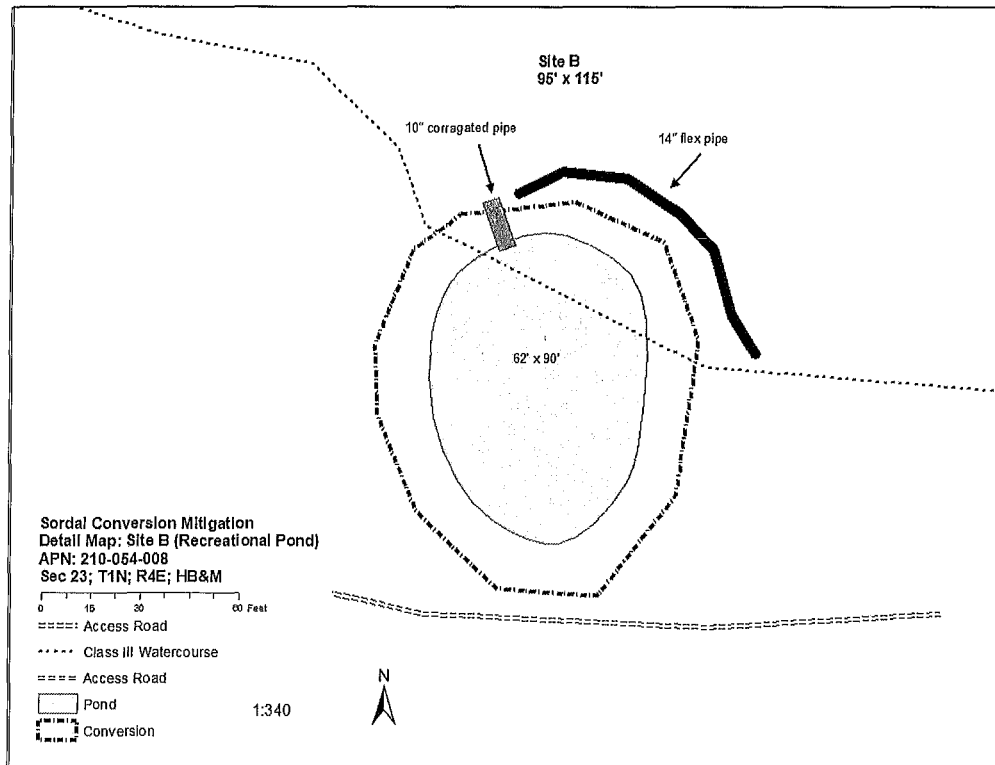 Site B
95' x 115'
10" corragated pipe
14" flex pipe
62' x 90'
Sordal Conversion Mitigation
Detail Map: Site B (Recreational Pond)
APN: 210-054-008
Sec 23; T1N; R4E; HB&M
0 15 30 60 Feet
Access Road
Class III Watercourse
Access Road
Pond
Conversion
1:340
N